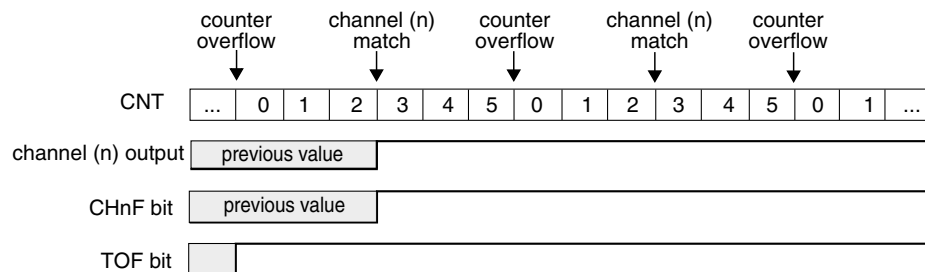 counter overflow
channel (n) match
counter overflow
channel (n) match
counter overflow
CNT ... 0 1 2 3 4 5 0 1 2 3 4 5 0 1 ...
channel (n) output previous value
CHnF bit previous value
TOF bit